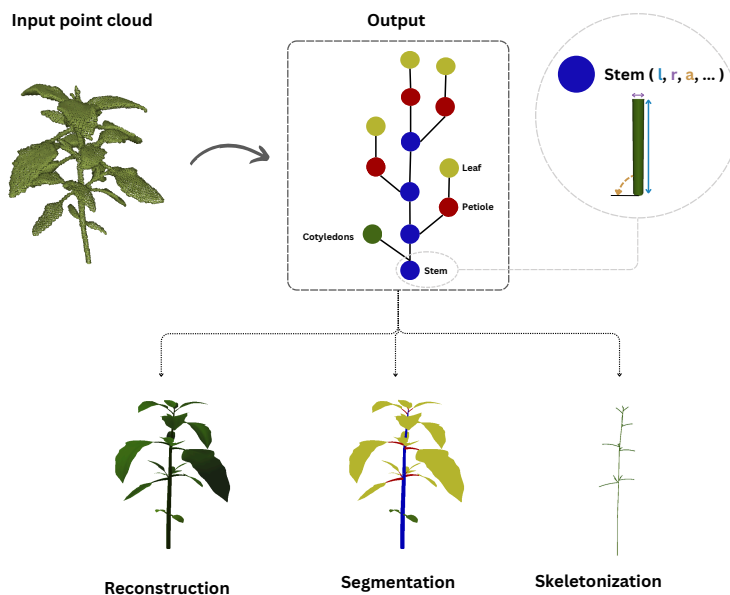 Input point cloud
Output
Stem ( l, r, a, ... )
Leaf
Petiole
Cotyledons
Stem
Reconstruction
Segmentation
Skeletonization